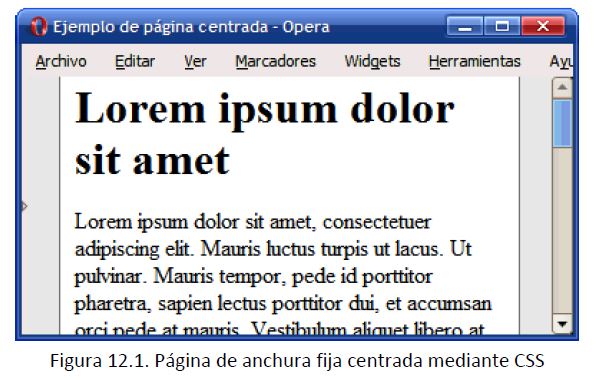 Ejemplo de página centrada - Opera
Archivo Editar Ver Marcadores Widgets Herramientas Ayu
Lorem ipsum dolor
sit amet
Lorem ipsum dolor sit amet, consectetuer
adipiscing elit. Mauris luctus turpis ut lacus. Ut
pulvinar. Mauris tempor, pede id porttitor
pharetra, sapien lectus porttitor dui, et accumsan
orci pede at mauris. Vestibulum aliquet libero at
Figura 12.1. Página de anchura fija centrada mediante CSS